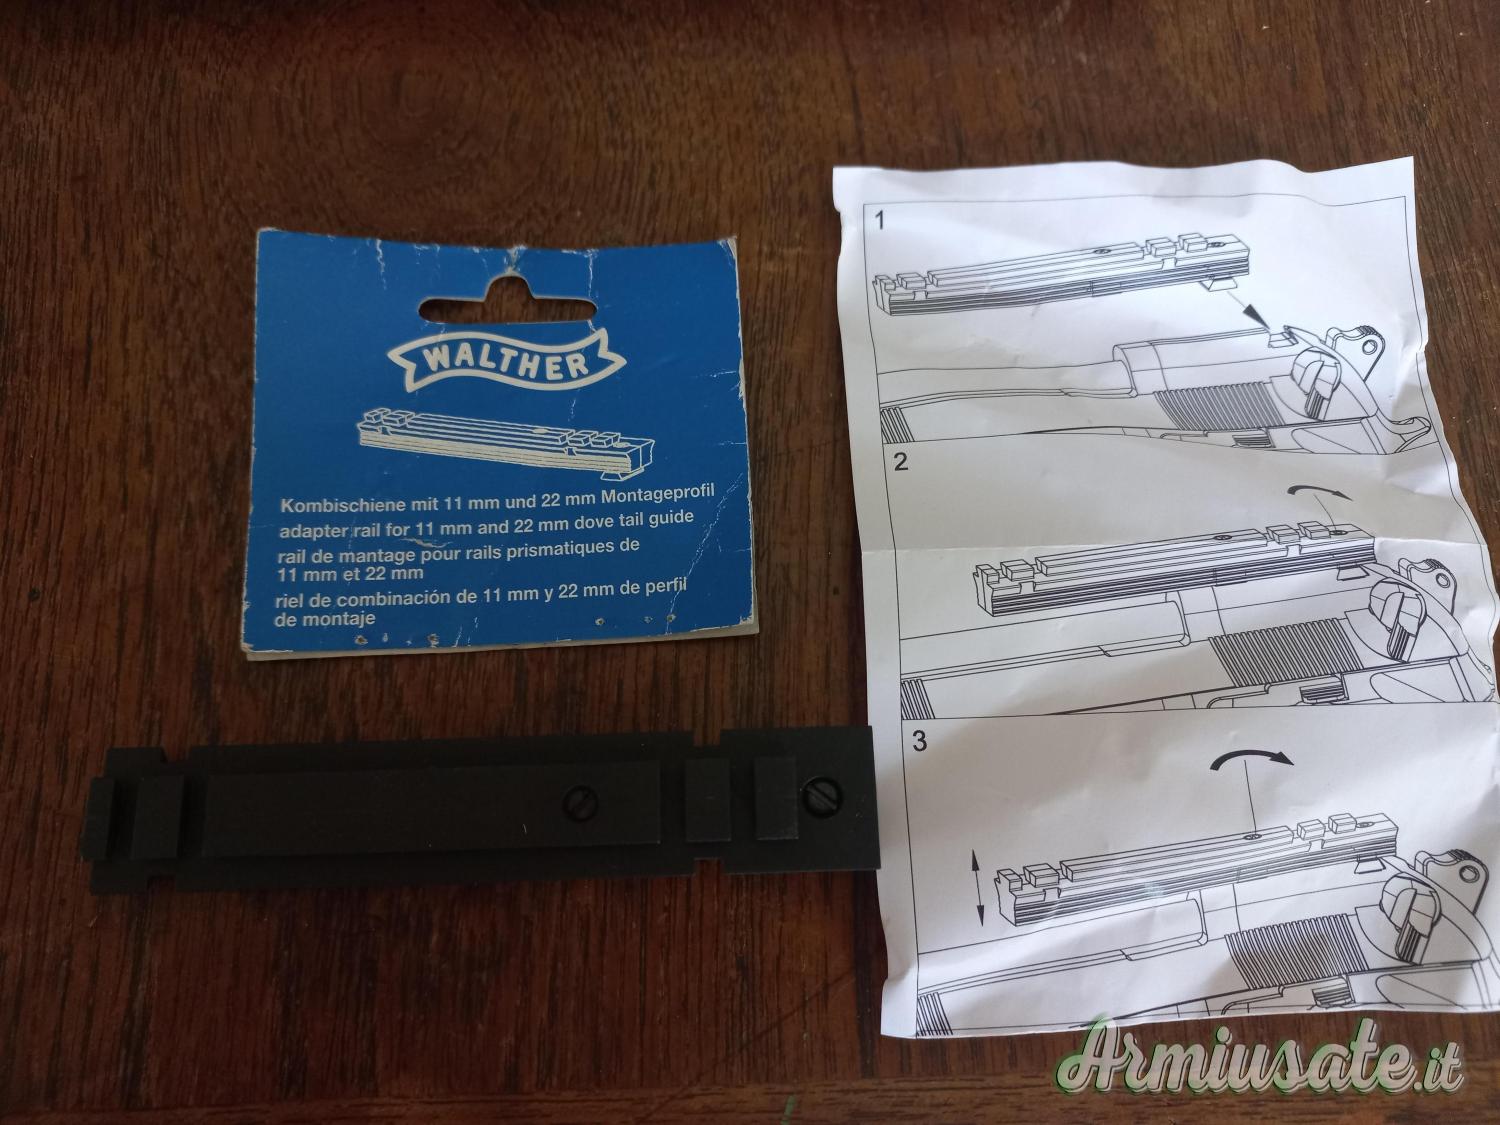 WALTHER
Kombischiene mit 11 mm und 22 mm Montageprofil
adapter rail for 11 mm and 22 mm dove tail guide
rail de mantage pour rails prismatiques de
11 mm et 22 mm
riel de combinación de 11 mm y 22 mm de perfil
de montaje
1
2
3
Armiusate.it